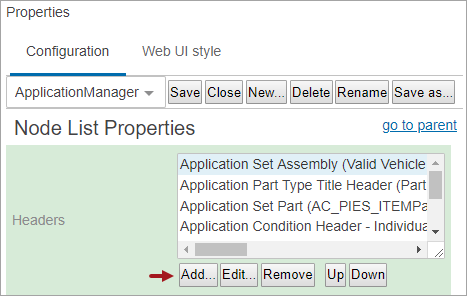 Properties
Configuration Web UI style
ApplicationManager Save Close New... Delete Rename Save as...
Node List Properties go to parent
Application Set Assembly (Valid Vehicle
Application Part Type Title Header (Part
Headers
Application Set Part (AC_PIES_ITEMPa
Application Condition Header - Individua
Add... Edit... Remove Up Down